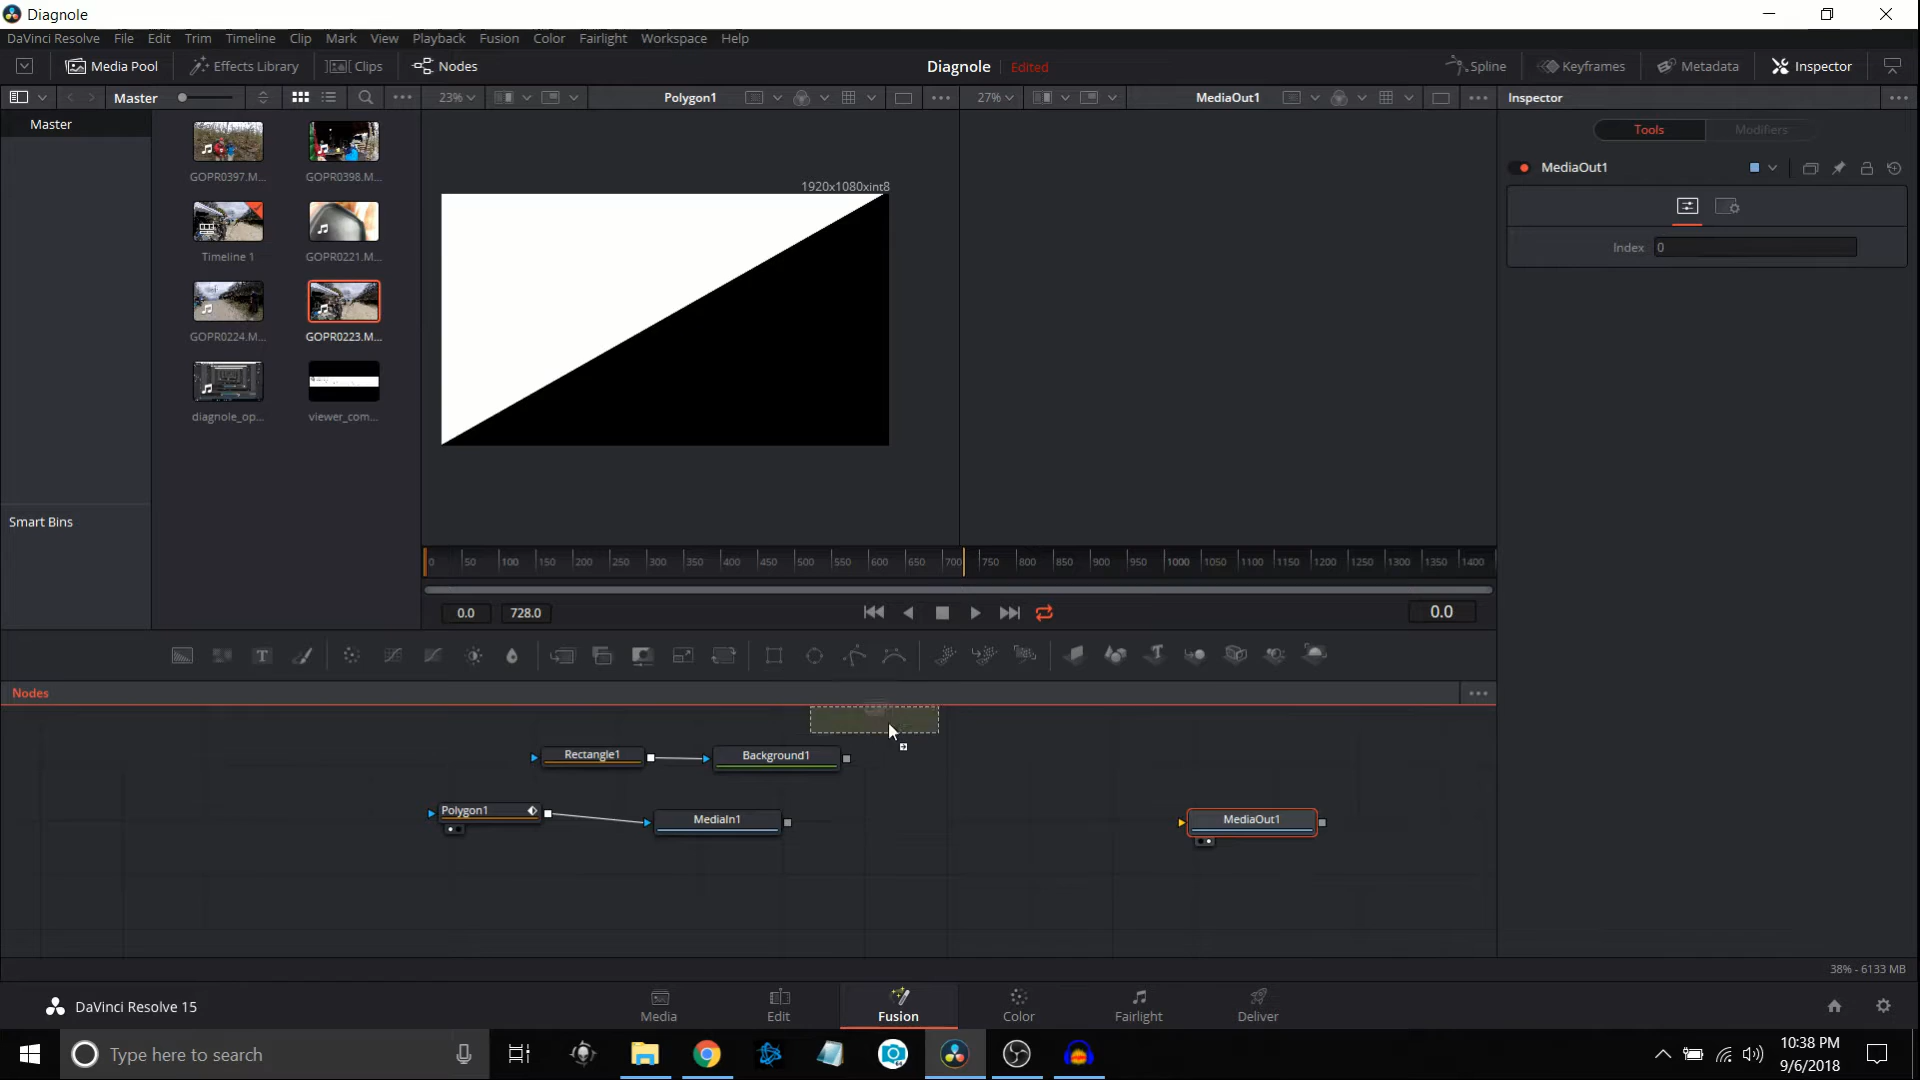 Diagnole
DaVinci Resolve File Edit Trim Timeline Clip Mark View Playback Fusion Color Fairlight Workspace Help
Media Pool Effects Library Clips Nodes Diagnole Edited Spline Keyframes Metadata Inspector
Master 23% Polygon1 27% MediaOut1 Inspector
Master
Tools Modifiers
MediaOut1
GOPR0397.M... GOPR0398.M...
1920x1080xint8
Index 0
Timeline 1 GOPR0221.M...
GOPR0224.M... GOPR0223.M...
diagnole_op... viewer_com...
Smart Bins
0 50 100 150 200 250 300 350 400 450 500 550 600 650 700 750 800 850 900 950 1000 1050 1100 1150 1200 1250 1300 1350 1400
0.0 728.0 0.0
T
Nodes
Rectangle1 Background1
Polygon1 MediaIn1 MediaOut1
38% - 6133 MB
DaVinci Resolve 15 Media Edit Fusion Color Fairlight Deliver
Type here to search
10:38 PM
9/6/2018